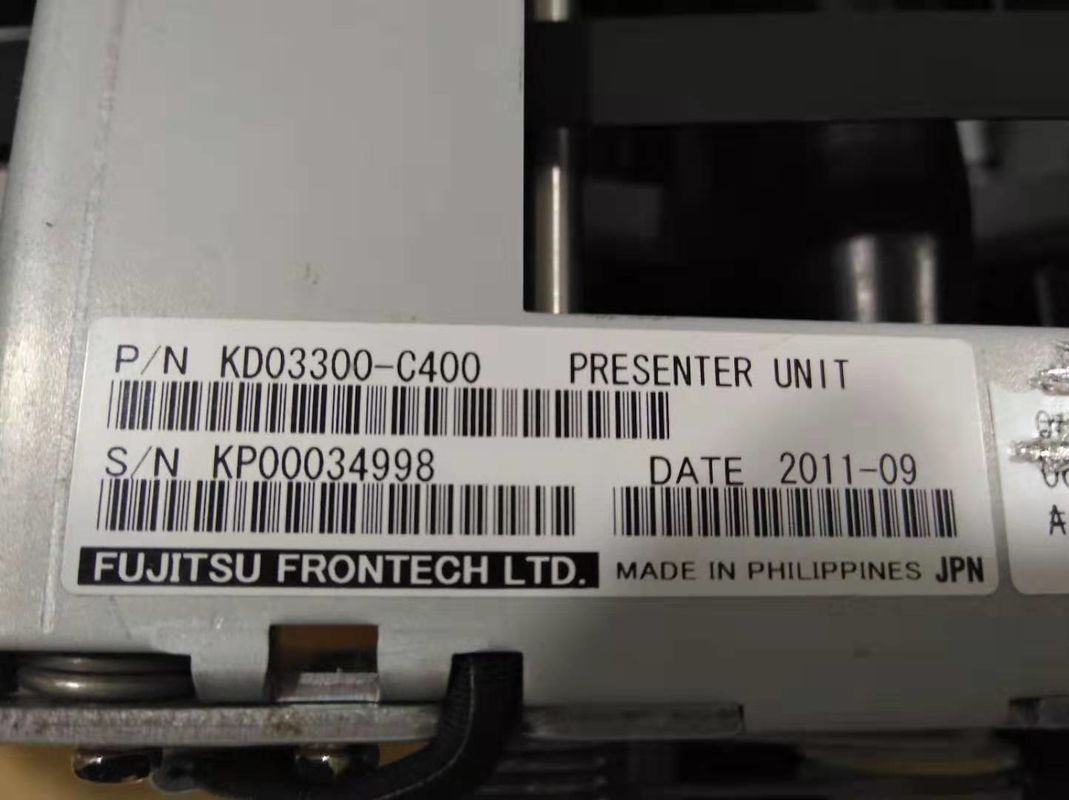 P/N KD03300-C400 PRESENTER UNIT
S/N KP00034998 DATE 2011-09
FUJITSU FRONTECH LTD. MADE IN PHILIPPINES JPN
A